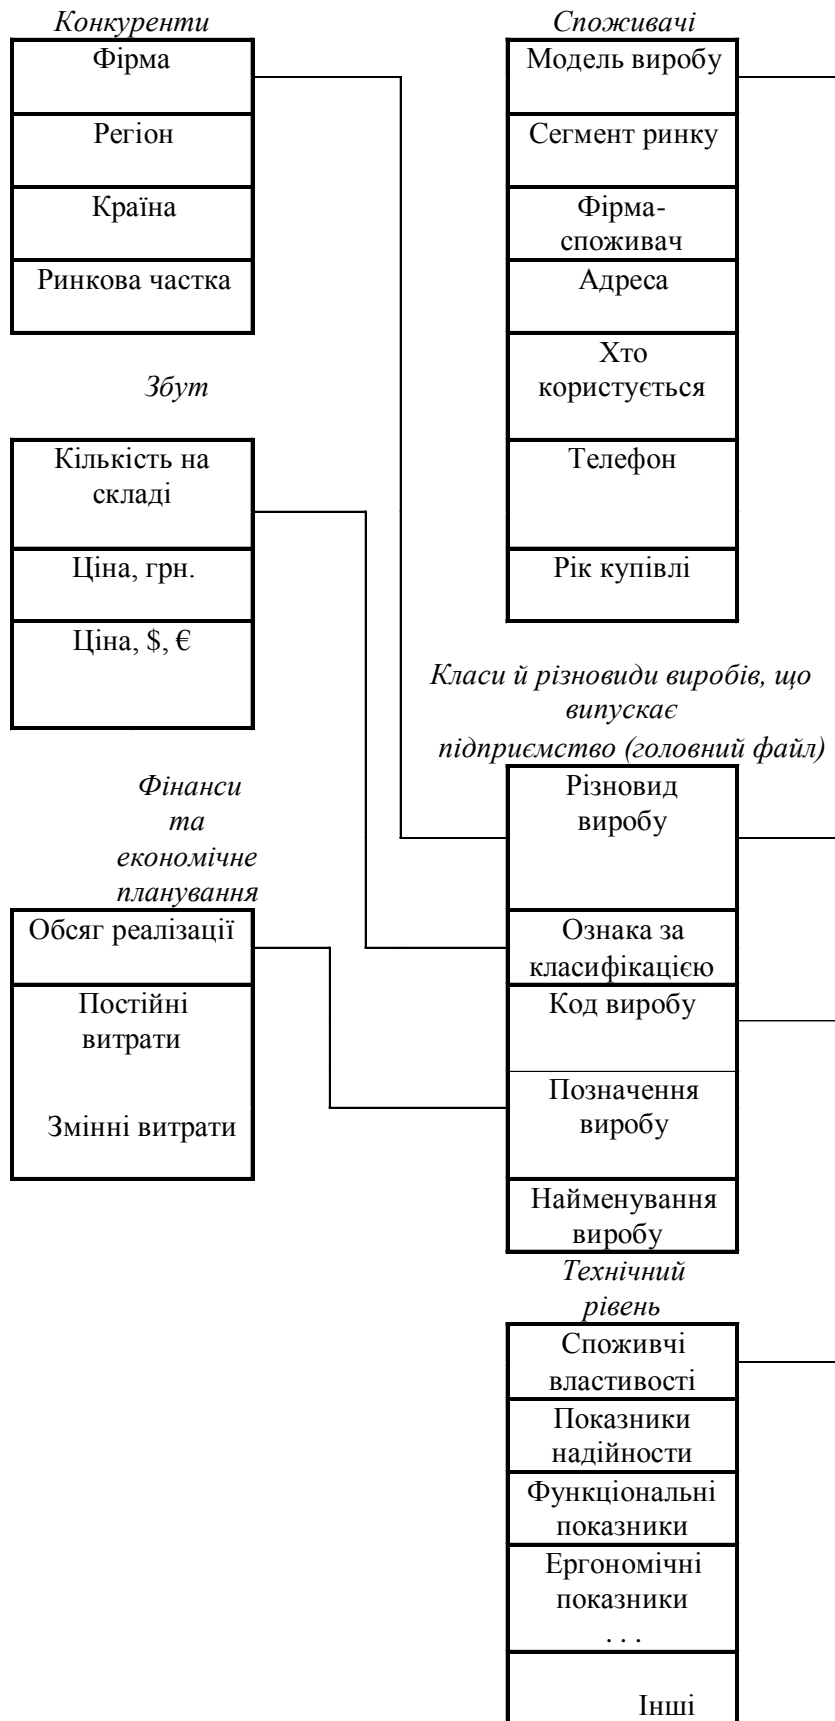 Конкуренти
Фірма
Регіон
Країна
Ринкова частка
Збут
Кількість на
складі
Ціна, грн.
Ціна, $, €
Фінанси
та
економічне
планування
Обсяг реалізації
Постійні
витрати
Змінні витрати
Споживачі
Модель виробу
Сегмент ринку
Фірма-
споживач
Адреса
Хто
користується
Телефон
Рік купівлі
Класи й різновиди виробів, що
випускає
підприємство (головний файл)
Різновид
виробу
Ознака за
класифікацією
Код виробу
Позначення
виробу
Найменування
виробу
Технічний
рівень
Споживчі
властивості
Показники
надійности
Функціональні
показники
Ергономічні
показники
. . .
Інші